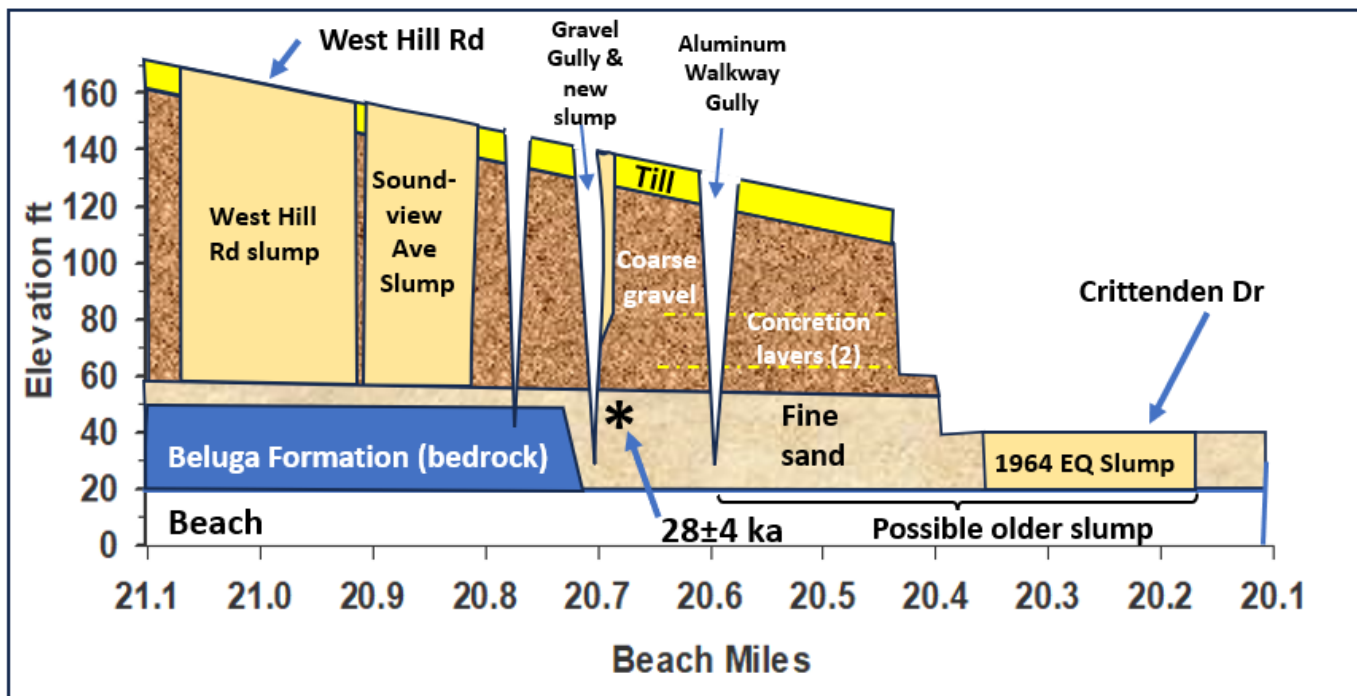 West Hill Rd
Gravel
Gully &
new
slump
Aluminum
Walkway
Gully
Elevation ft
160
140
120
100
80
60
40
20
0
West Hill
Rd slump
Sound-
view
Ave
Slump
Till
Coarse
gravel
Concretion
layers (2)
Crittenden Dr
*
Fine
sand
Beluga Formation (bedrock)
1964 EQ Slump
Beach
28±4 ka
Possible older slump
21.1 21.0 20.9 20.8 20.7 20.6 20.5 20.4 20.3 20.2 20.1
Beach Miles